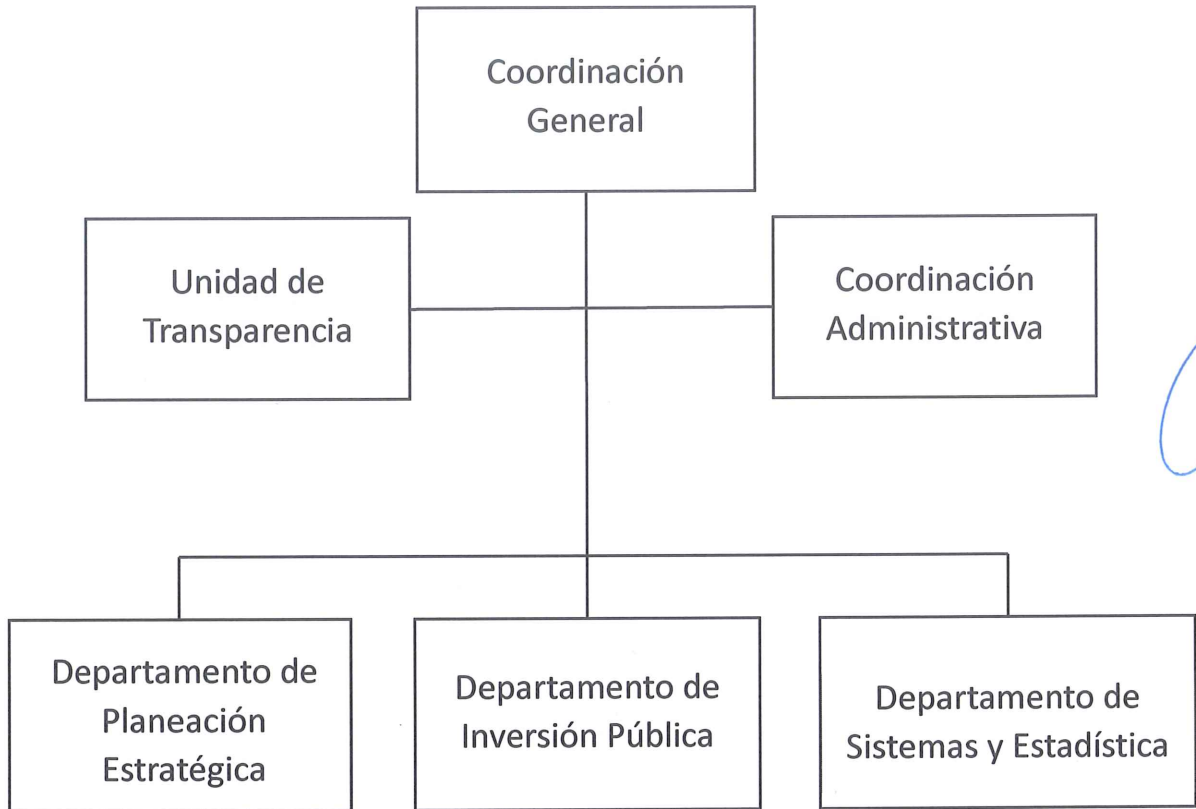 Coordinación
General
Unidad de
Transparencia
Coordinación
Administrativa
Departamento de
Planeación
Estratégica
Departamento de
Inversión Pública
Departamento de
Sistemas y Estadística